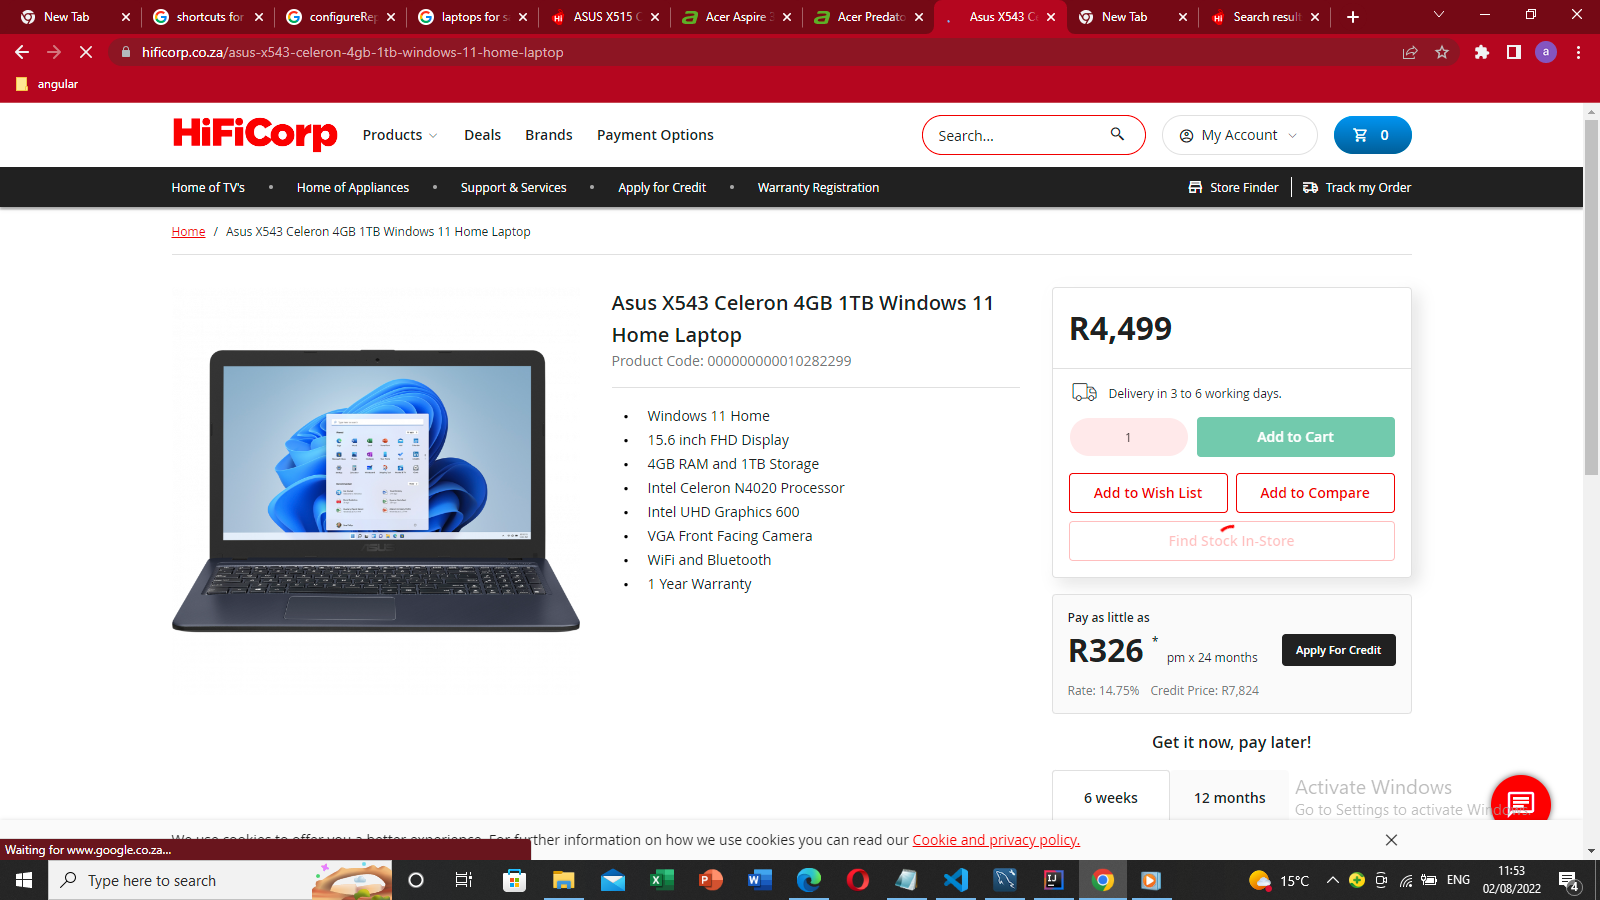 New Tab
shortcuts for
configureRep
laptops for s
ASUS X515 C
Acer Aspire 3
Acer Predato
Asus X543 Ce
New Tab
Search result
hificorp.co.za/asus-x543-celeron-4gb-1tb-windows-11-home-laptop
a
angular
HiFiCorp
Products
Deals
Brands
Payment Options
Search...
My Account
0
Home of TV's • Home of Appliances • Support & Services • Apply for Credit • Warranty Registration
Store Finder
Track my Order
Home / Asus X543 Celeron 4GB 1TB Windows 11 Home Laptop
Asus X543 Celeron 4GB 1TB Windows 11
Home Laptop
Product Code: 000000000010282299
• Windows 11 Home
• 15.6 inch FHD Display
• 4GB RAM and 1TB Storage
• Intel Celeron N4020 Processor
• Intel UHD Graphics 600
• VGA Front Facing Camera
• WiFi and Bluetooth
• 1 Year Warranty
R4,499
Delivery in 3 to 6 working days.
1
Add to Cart
Add to Wish List
Add to Compare
Find Stock In-Store
Pay as little as
R326 * pm x 24 months
Apply For Credit
Rate: 14.75% Credit Price: R7,824
Get it now, pay later!
6 weeks
12 months
Activate Windows
Go to Settings to activate Windows.
We use cookies to offer you a better experience. For further information on how we use cookies you can read our Cookie and privacy policy.
Waiting for www.google.co.za...
Type here to search
15°C
ENG
11:53
02/08/2022
4